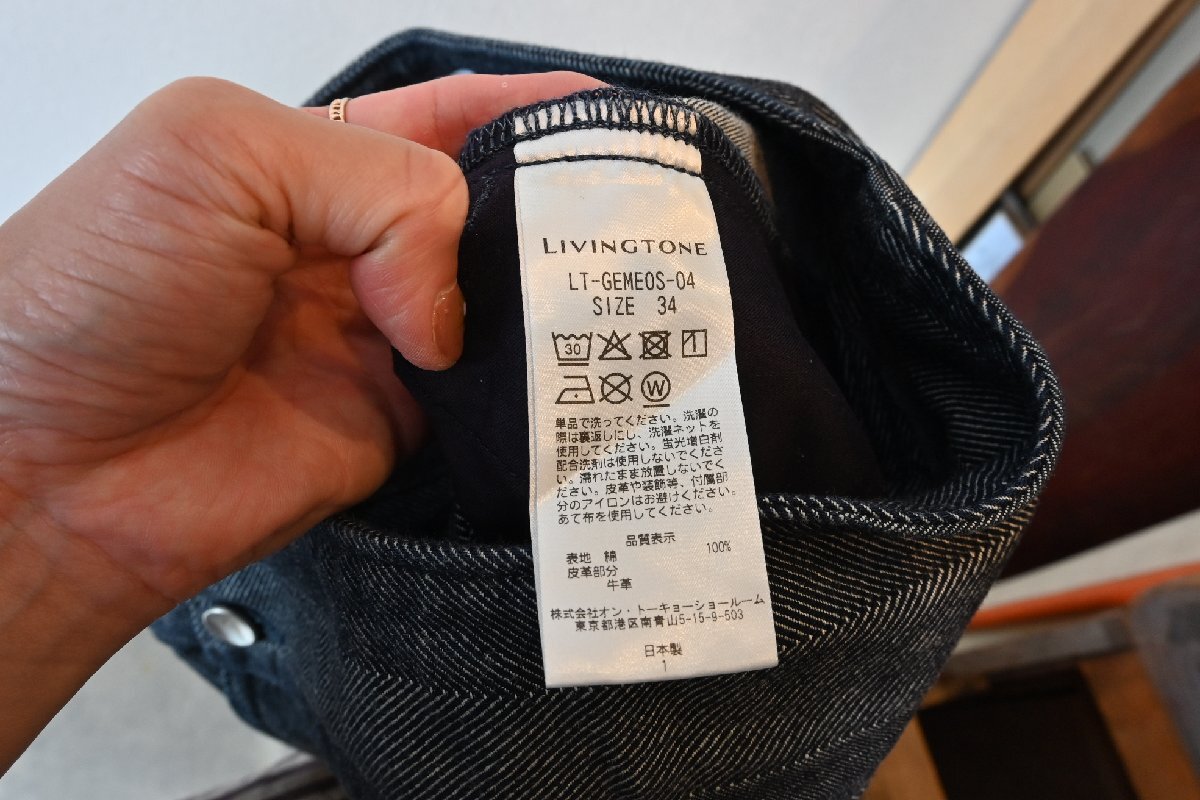 LIVINGTONE
LT-GEMEOS-04
SIZE 34
30
W
単品で洗ってください。洗濯の
際は裏返しにし、洗濯ネットを
使用してください。蛍光増白剤
配合洗剤は使用しないでくださ
い。濡れたまま放置しないでく
ださい。皮革や装飾等、付属部
分のアイロンはお避けください。
あて布を使用してください。
品質表示
表地 綿 100%
皮革部分
牛革
株式会社オン・トーキョーショールーム
東京都港区南青山5-15-9-503
日本製
1